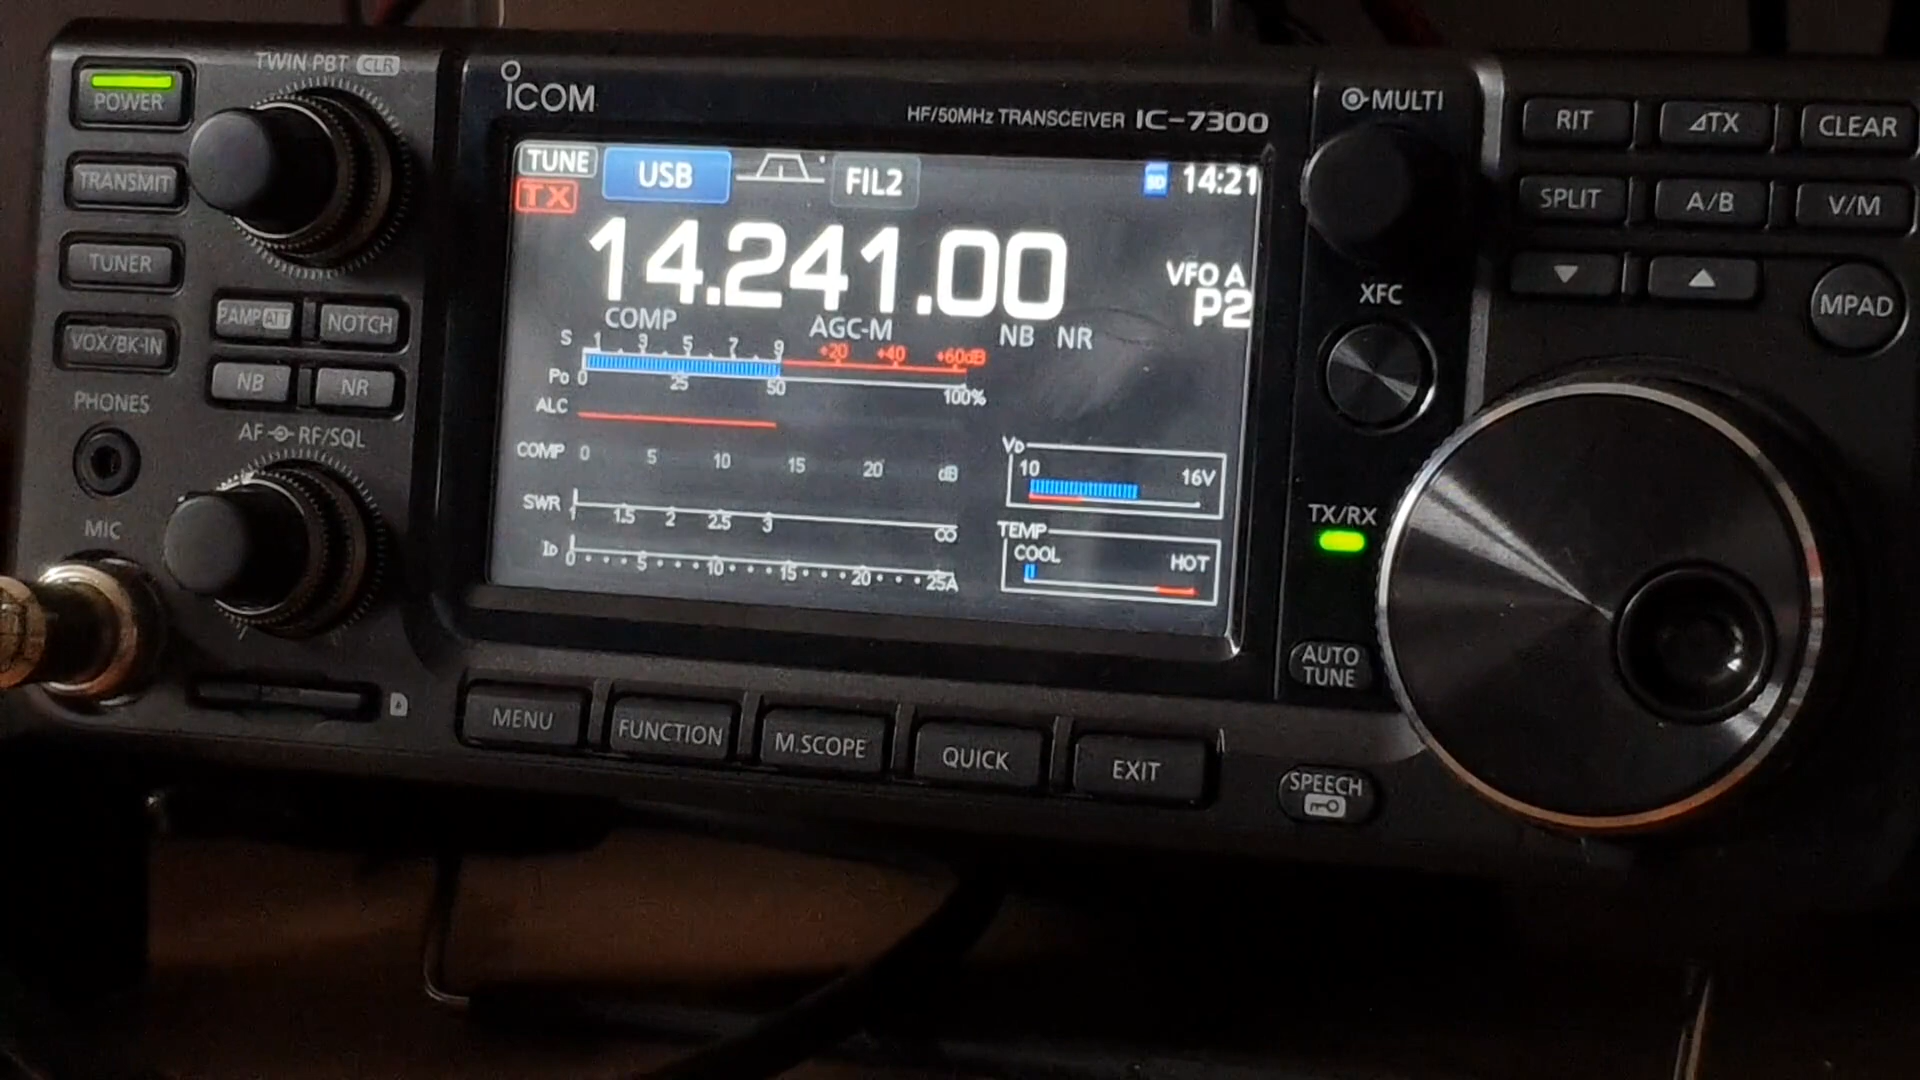 TWIN PBT CLR
POWER
TRANSMIT
TUNER
VOX/BK-IN
P.AMP ATT
NOTCH
NB
NR
PHONES
AF RF/SQL
MIC
ICOM
HF/50MHz TRANSCEIVER IC-7300
TUNE
USB
FIL2
SD
14:21
TX
14.241.00
VFO A
P2
COMP
AGC-M
NB
NR
S 1 3 5 7 9 +20 +40 +60dB
Po 0 25 50 100%
ALC
COMP 0 5 10 15 20 dB
SWR 1 1.5 2 2.5 3 ∞
ID 0 5 10 15 20 25A
VD
10 16V
TEMP
COOL HOT
MENU
FUNCTION
M.SCOPE
QUICK
EXIT
MULTI
RIT
⊿TX
CLEAR
SPLIT
A/B
V/M
▼
▲
MPAD
XFC
TX/RX
AUTO
TUNE
SPEECH